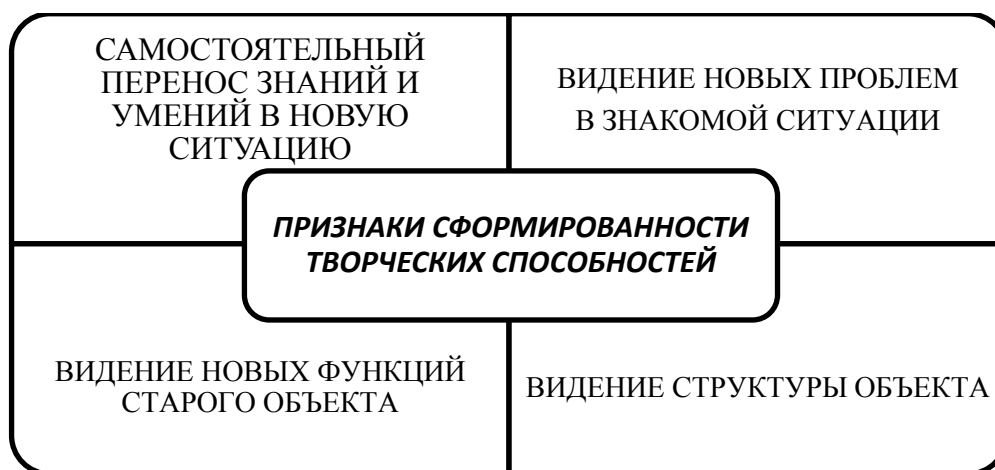 САМОСТОЯТЕЛЬНЫЙ
ПЕРЕНОС ЗНАНИЙ И
УМЕНИЙ В НОВУЮ
СИТУАЦИЮ
ВИДЕНИЕ НОВЫХ ПРОБЛЕМ
В ЗНАКОМОЙ СИТУАЦИИ
ПРИЗНАКИ СФОРМИРОВАННОСТИ
ТВОРЧЕСКИХ СПОСОБНОСТЕЙ
ВИДЕНИЕ НОВЫХ ФУНКЦИЙ
СТАРОГО ОБЪЕКТА
ВИДЕНИЕ СТРУКТУРЫ ОБЪЕКТА